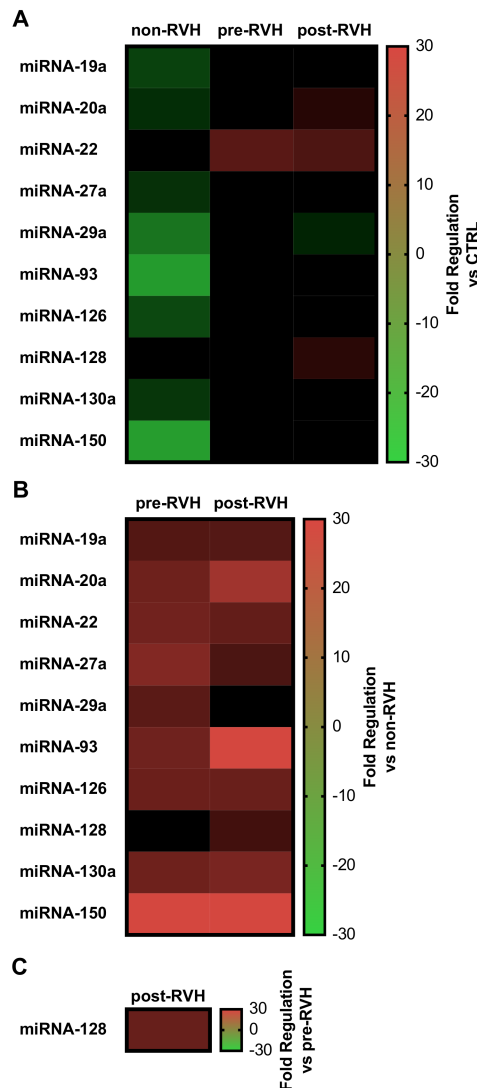 A
non-RVH pre-RVH post-RVH
miRNA-19a
miRNA-20a
miRNA-22
miRNA-27a
miRNA-29a
miRNA-93
miRNA-126
miRNA-128
miRNA-130a
miRNA-150
30
20
10
0
-10
-20
-30
Fold Regulation
vs CTRL
B
pre-RVH post-RVH
miRNA-19a
miRNA-20a
miRNA-22
miRNA-27a
miRNA-29a
miRNA-93
miRNA-126
miRNA-128
miRNA-130a
miRNA-150
30
20
10
0
-10
-20
-30
Fold Regulation
vs non-RVH
C
post-RVH
miRNA-128
30
0
-30
Fold Regulation
vs pre-RVH